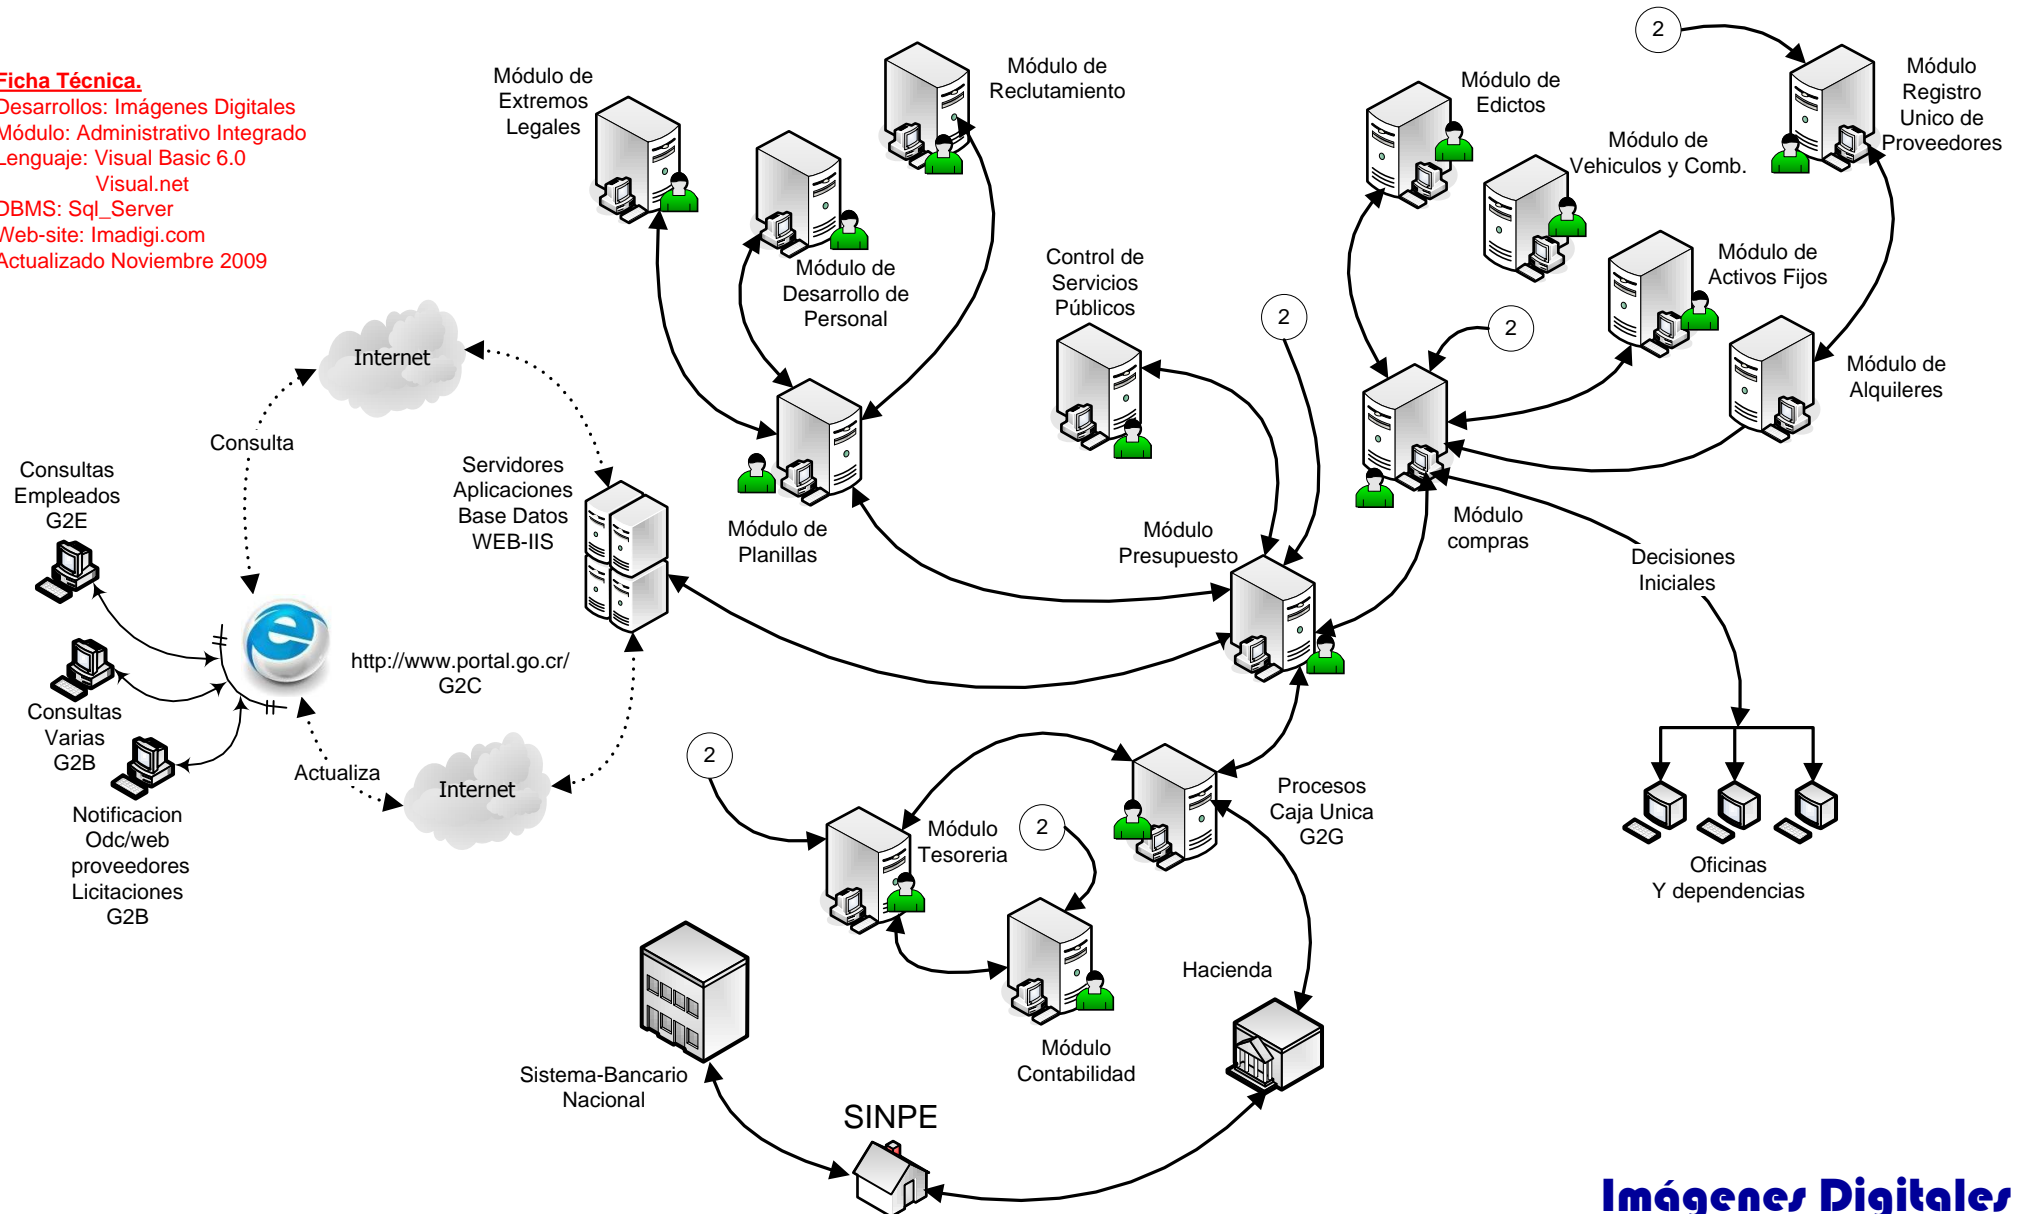 Ficha Técnica.
Desarrollos: Imágenes Digitales
Módulo: Administrativo Integrado
Lenguaje: Visual Basic 6.0
Visual.net
DBMS: Sql_Server
Web-site: Imadigi.com
Actualizado Noviembre 2009
Módulo de
Extremos
Legales
Módulo de
Reclutamiento
Módulo de
Desarrollo de
Personal
Control de
Servicios
Públicos
2
Módulo de
Edictos
Módulo de
Vehiculos y Comb.
2
Módulo
Registro
Unico de
Proveedores
Módulo de
Activos Fijos
2
Módulo de
Alquileres
Internet
Consulta
Consultas
Empleados
G2E
Servidores
Aplicaciones
Base Datos
WEB-IIS
Módulo de
Planillas
Módulo
Presupuesto
Módulo
compras
Decisiones
Iniciales
http://www.portal.go.cr/
G2C
Consultas
Varias
G2B
Actualiza
Internet
Notificacion
Odc/web
proveedores
Licitaciones
G2B
2
Módulo
Tesoreria
2
Procesos
Caja Unica
G2G
Oficinas
Y dependencias
Hacienda
Módulo
Contabilidad
Sistema-Bancario
Nacional
SINPE
Imágenes Digitales